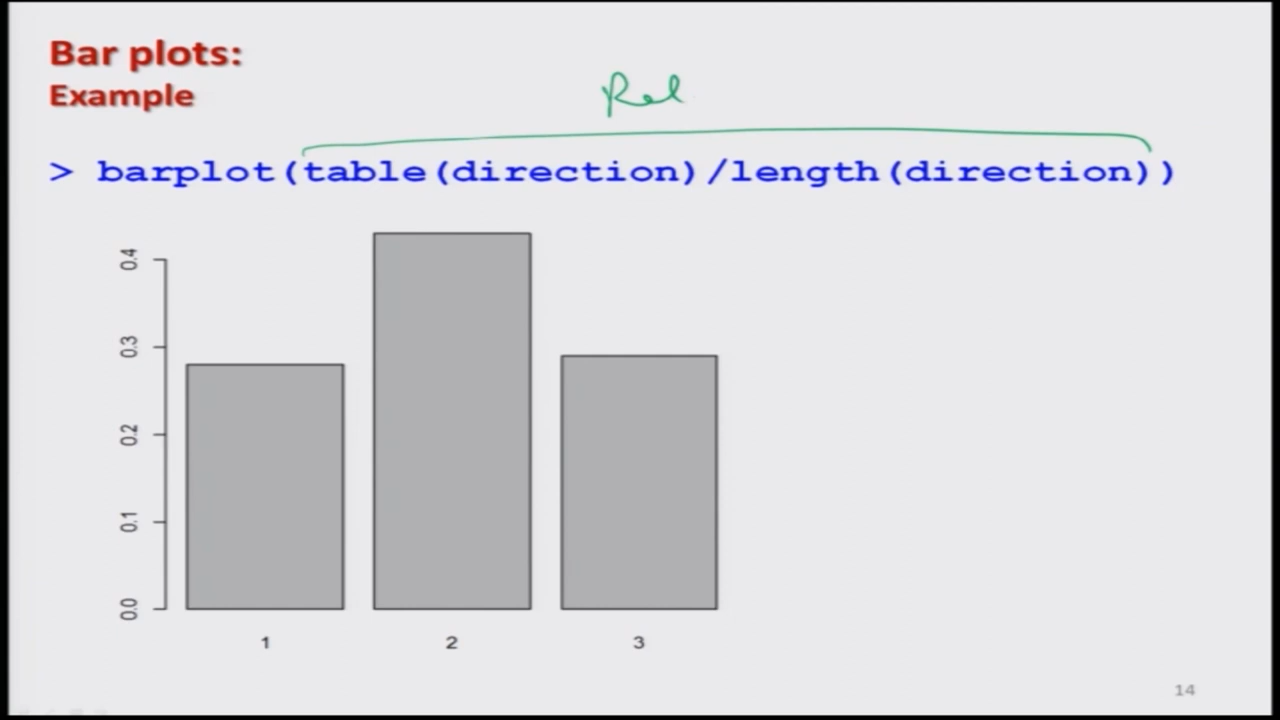 Bar plots:
Example
Rel
> barplot(table(direction)/length(direction))
0.4
0.3
0.2
0.1
0.0
1 2 3
14